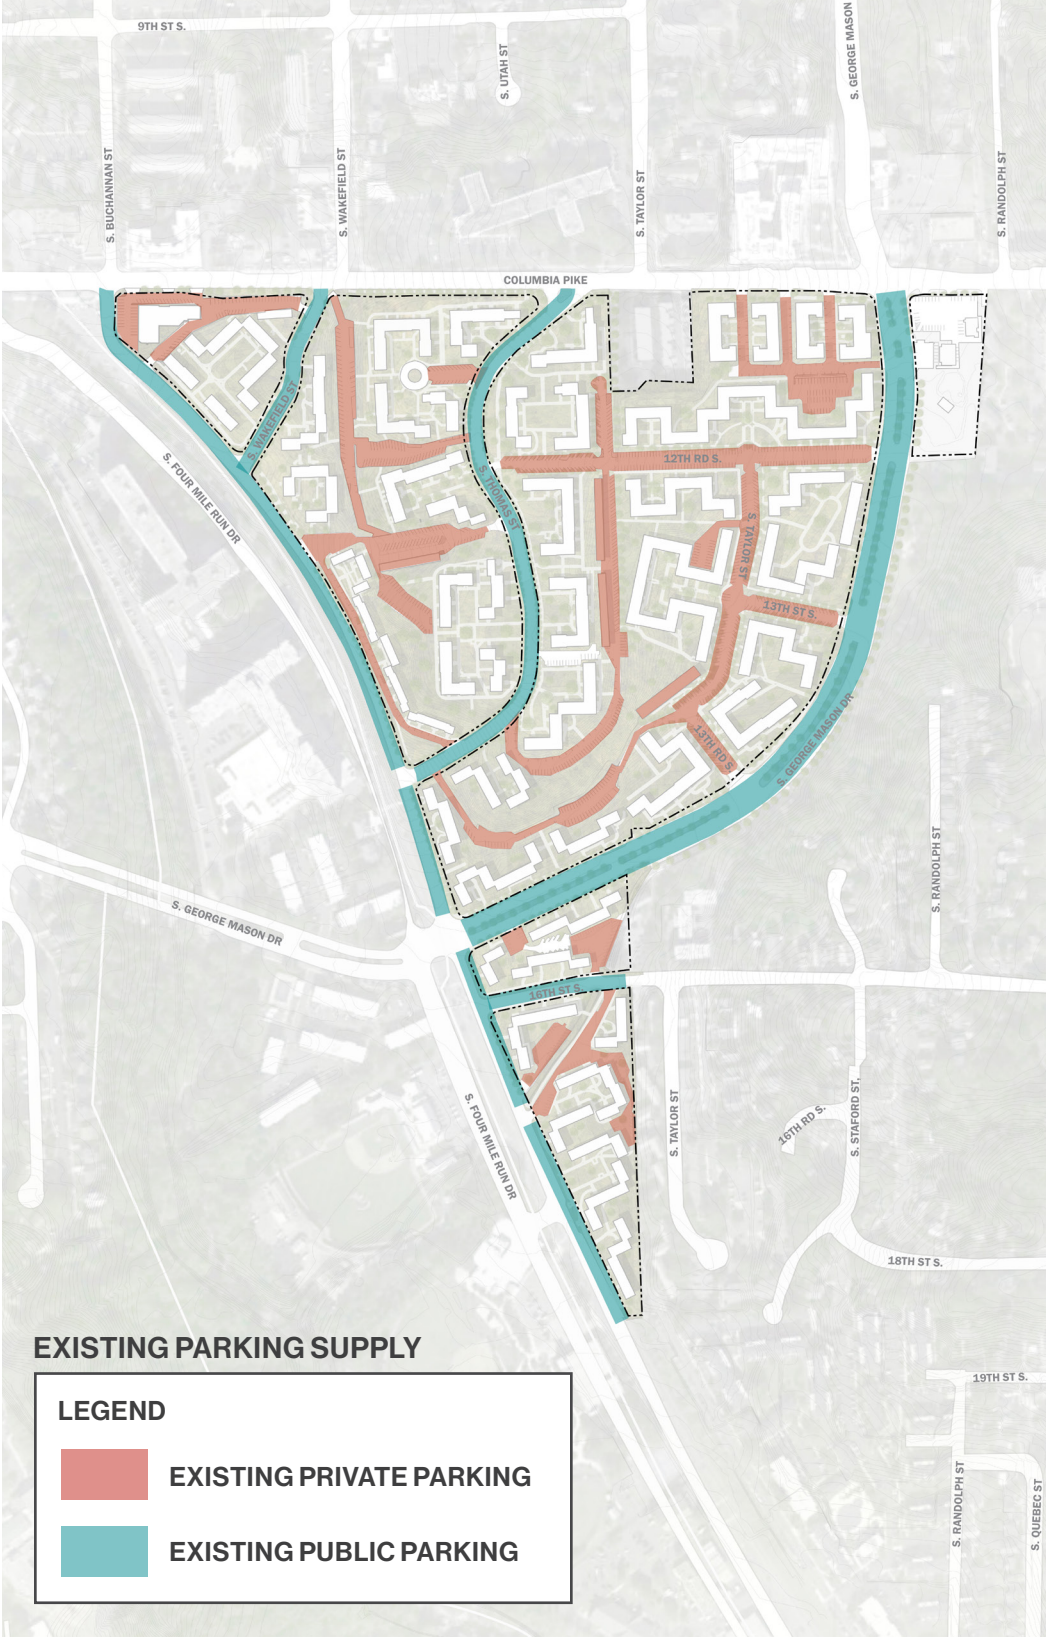 9TH ST S.
S. UTAH ST
S. GEORGE MASON
S. BUCHANNAN ST
S. WAKEFIELD ST
S. TAYLOR ST
S. RANDOLPH ST
COLUMBIA PIKE
S. WAKEFIELD ST
S. FOUR MILE RUN DR
S. THOMAS ST
12TH RD S.
S. TAYLOR ST
13TH ST S.
13TH RD S.
S. GEORGE MASON DR
S. RANDOLPH ST
S. GEORGE MASON DR
16TH ST S.
S. FOUR MILE RUN DR
S. TAYLOR ST
16TH RD S.
S. STAFORD ST.
18TH ST S.
19TH ST S.
S. RANDOLPH ST
S. QUEBEC ST
EXISTING PARKING SUPPLY
LEGEND
EXISTING PRIVATE PARKING
EXISTING PUBLIC PARKING